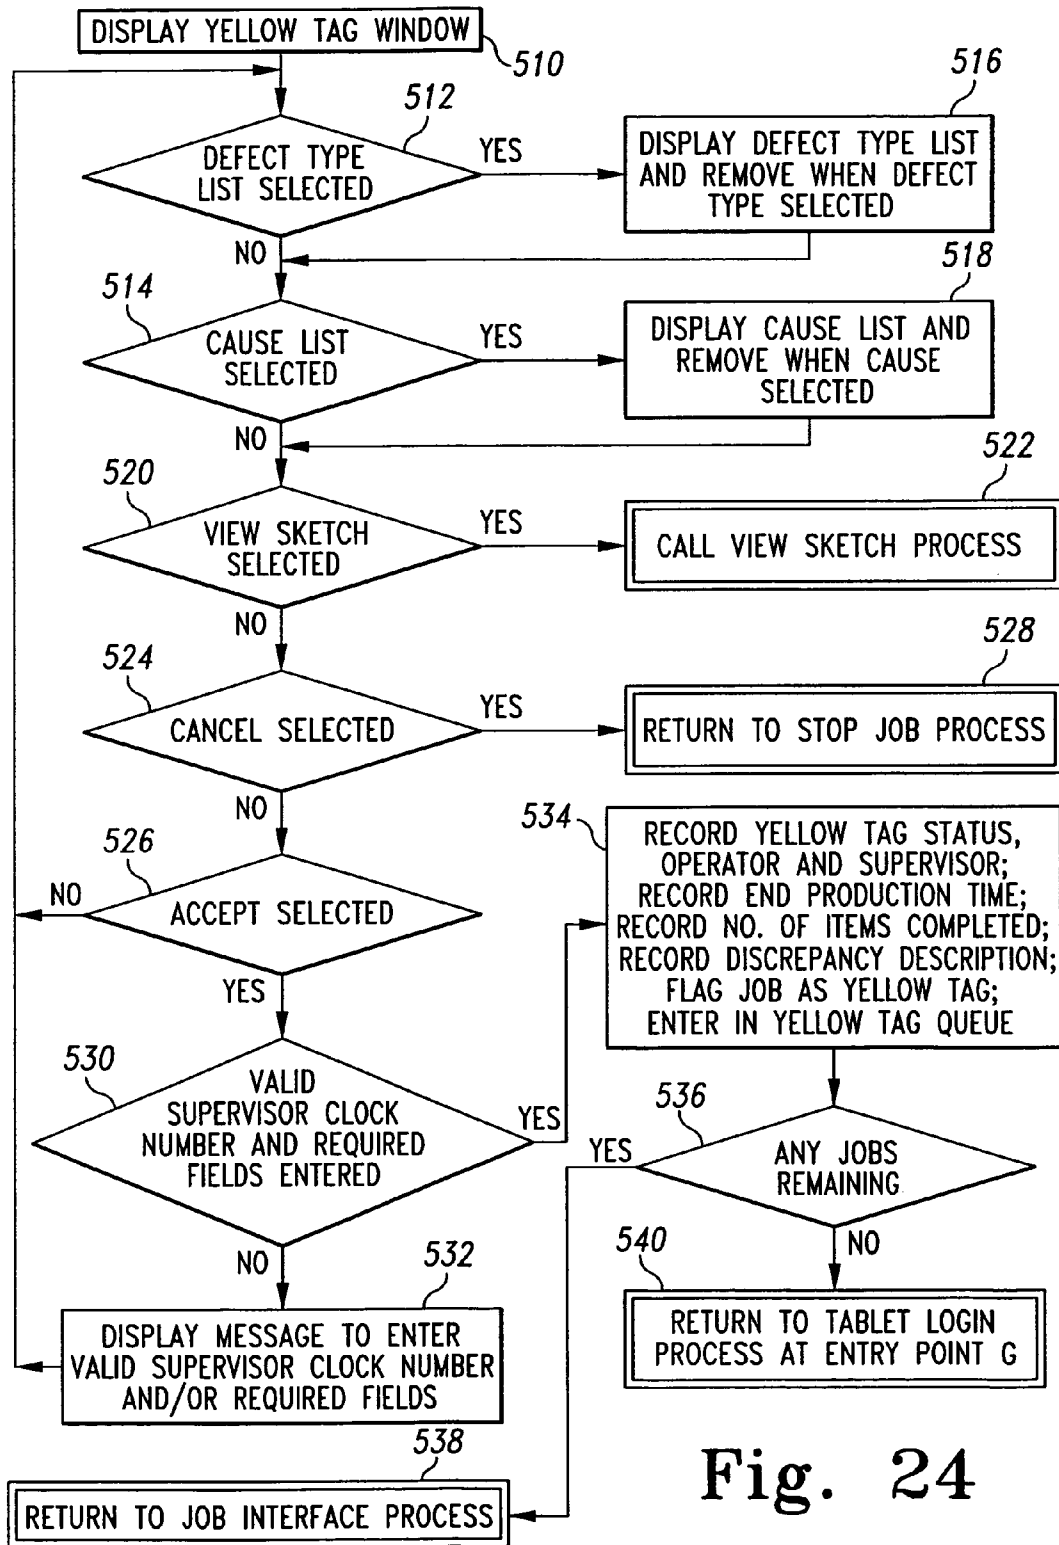 DISPLAY YELLOW TAG WINDOW
510
512
516
DEFECT TYPE
LIST SELECTED
YES
DISPLAY DEFECT TYPE LIST
AND REMOVE WHEN DEFECT
TYPE SELECTED
NO
514
518
CAUSE LIST
SELECTED
YES
DISPLAY CAUSE LIST AND
REMOVE WHEN CAUSE
SELECTED
NO
520
522
VIEW SKETCH
SELECTED
YES
CALL VIEW SKETCH PROCESS
NO
524
528
CANCEL SELECTED
YES
RETURN TO STOP JOB PROCESS
NO
526
ACCEPT SELECTED
NO
YES
534
RECORD YELLOW TAG STATUS,
OPERATOR AND SUPERVISOR;
RECORD END PRODUCTION TIME;
RECORD NO. OF ITEMS COMPLETED;
RECORD DISCREPANCY DESCRIPTION;
FLAG JOB AS YELLOW TAG;
ENTER IN YELLOW TAG QUEUE
530
VALID
SUPERVISOR CLOCK
NUMBER AND REQUIRED
FIELDS ENTERED
YES
NO
536
ANY JOBS
REMAINING
YES
NO
532
DISPLAY MESSAGE TO ENTER
VALID SUPERVISOR CLOCK NUMBER
AND/OR REQUIRED FIELDS
540
RETURN TO TABLET LOGIN
PROCESS AT ENTRY POINT G
538
RETURN TO JOB INTERFACE PROCESS
Fig. 24